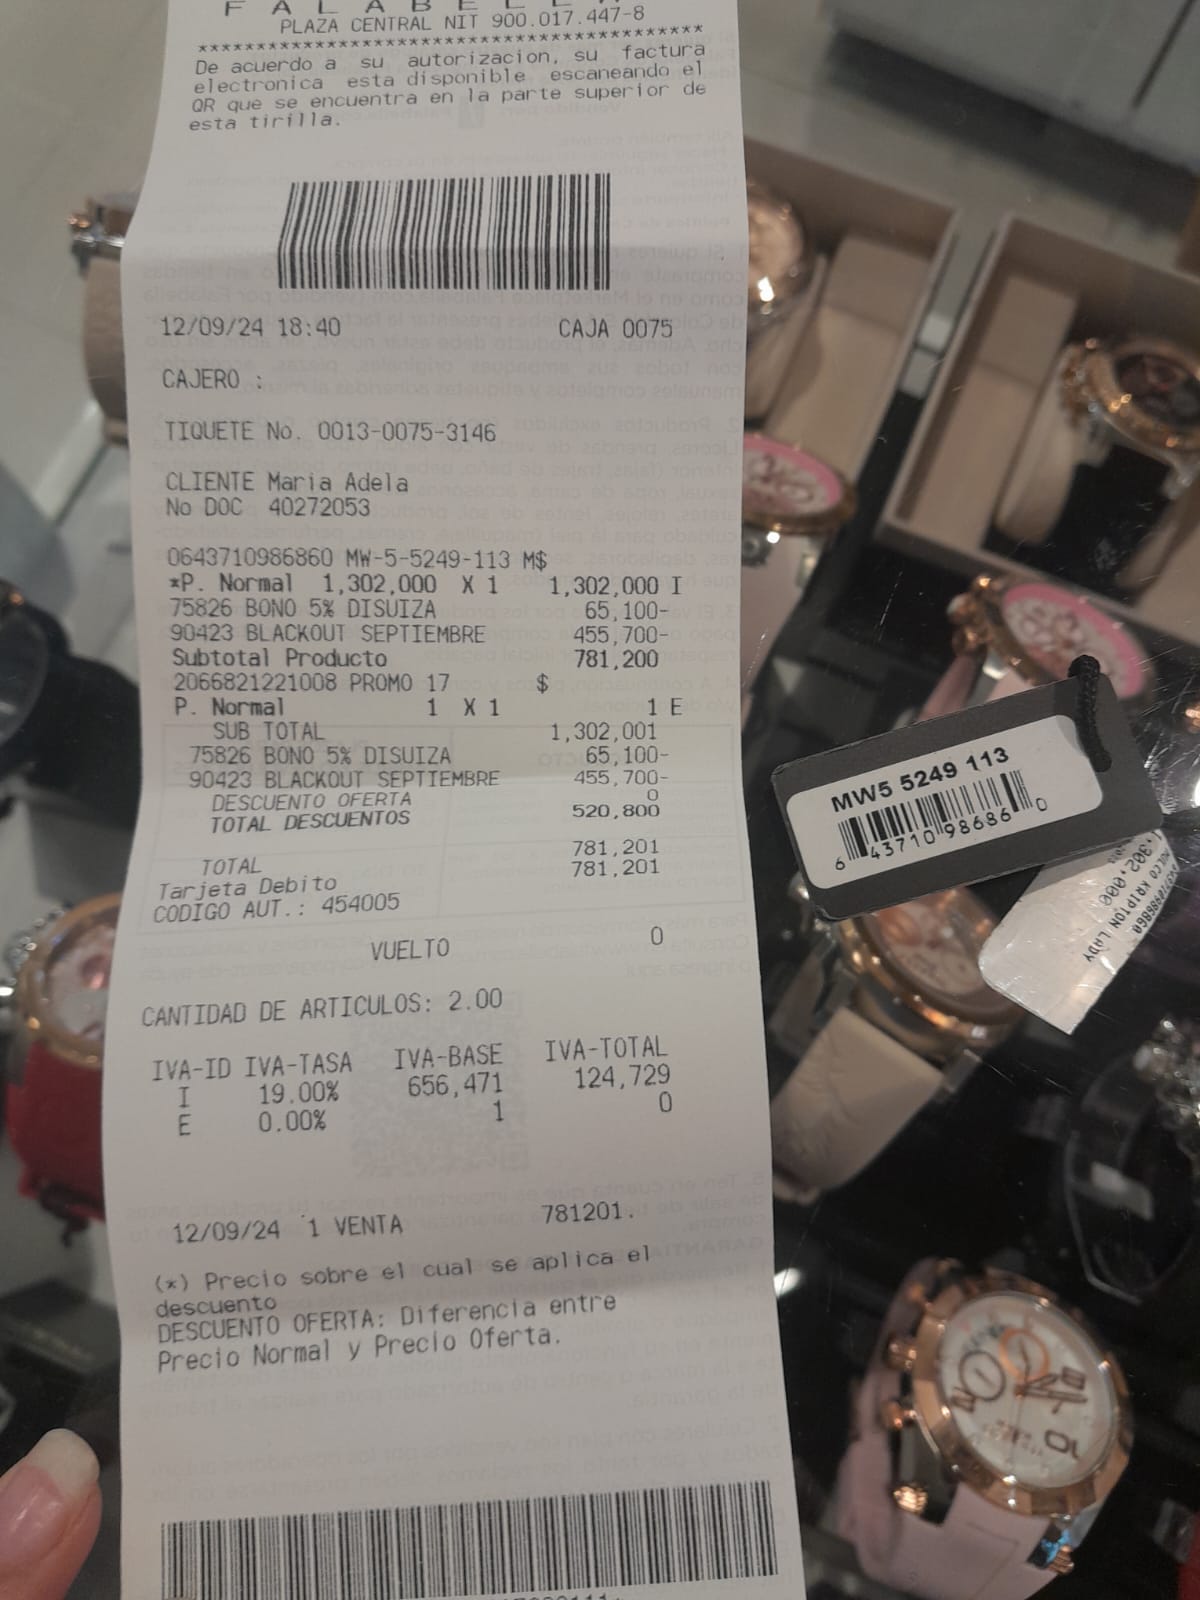 FALABELLA
PLAZA CENTRAL NIT 900.017.447-8
******************************************
De acuerdo a su autorizacion, su factura
electronica esta disponible escaneando el
QR que se encuentra en la parte superior de
esta tirilla.
12/09/24 18:40 CAJA 0075
CAJERO :
TIQUETE No. 0013-0075-3146
CLIENTE Maria Adela
No DOC 40272053
0643710986860 MW-5-5249-113 M$
*P. Normal 1,302,000 X 1 1,302,000 I
75826 BONO 5% DISUIZA 65,100-
90423 BLACKOUT SEPTIEMBRE 455,700-
Subtotal Producto 781,200
2066821221008 PROMO 17 $
P. Normal 1 X 1 1 E
SUB TOTAL 1,302,001
75826 BONO 5% DISUIZA 65,100-
90423 BLACKOUT SEPTIEMBRE 455,700-
DESCUENTO OFERTA 0
TOTAL DESCUENTOS 520,800
781,201
TOTAL 781,201
Tarjeta Debito
CODIGO AUT.: 454005
VUELTO 0
CANTIDAD DE ARTICULOS: 2.00
IVA-ID IVA-TASA IVA-BASE IVA-TOTAL
I 19.00% 656,471 124,729
E 0.00% 1 0
12/09/24 1 VENTA 781201.
(*) Precio sobre el cual se aplica el
descuento
DESCUENTO OFERTA: Diferencia entre
Precio Normal y Precio Oferta.
MW5 5249 113
6 43710 98686 0
1.302.000
KRIPTON LADY